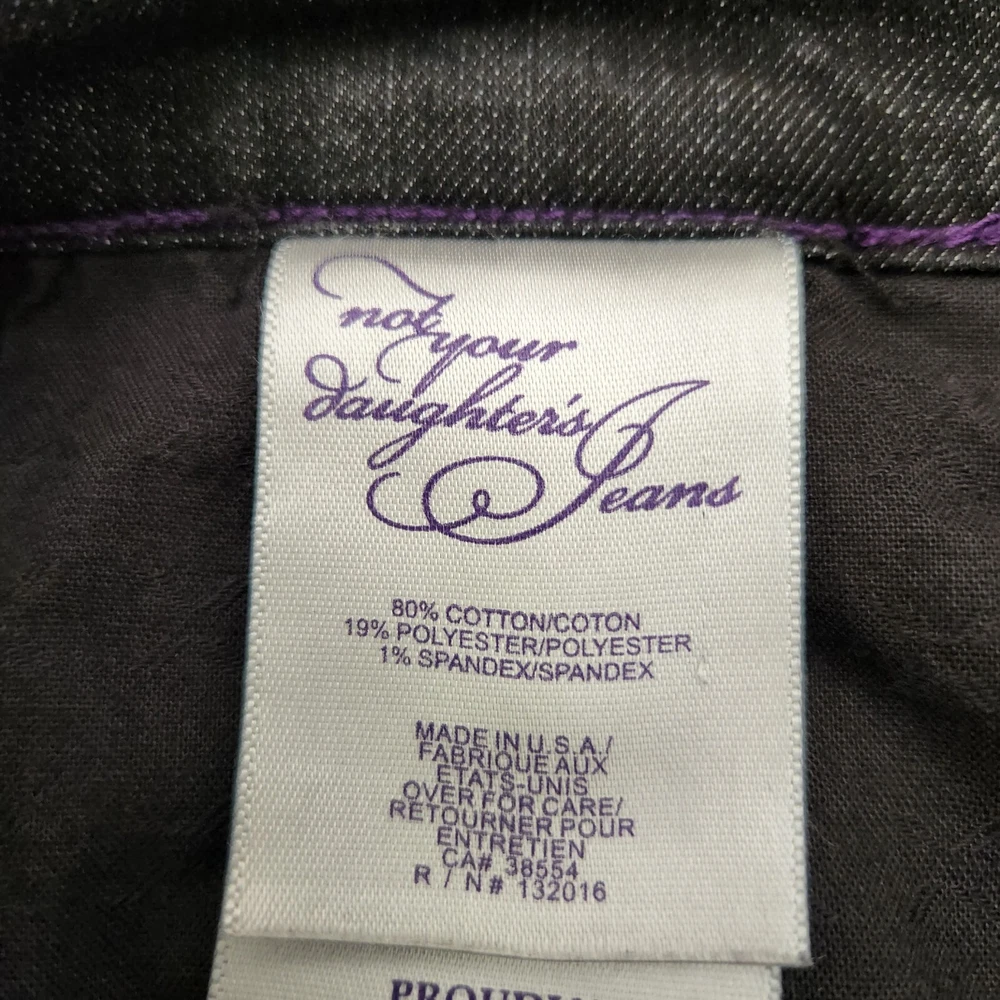 not
your
daughter's
Jeans
80% COTTON/COTON
19% POLYESTER/POLYESTER
1% SPANDEX/SPANDEX
MADE IN U.S.A./
FABRIQUE AUX
ETATS-UNIS
OVER FOR CARE/
RETOURNER POUR
ENTRETIEN
CA# 38554
R / N # 132016